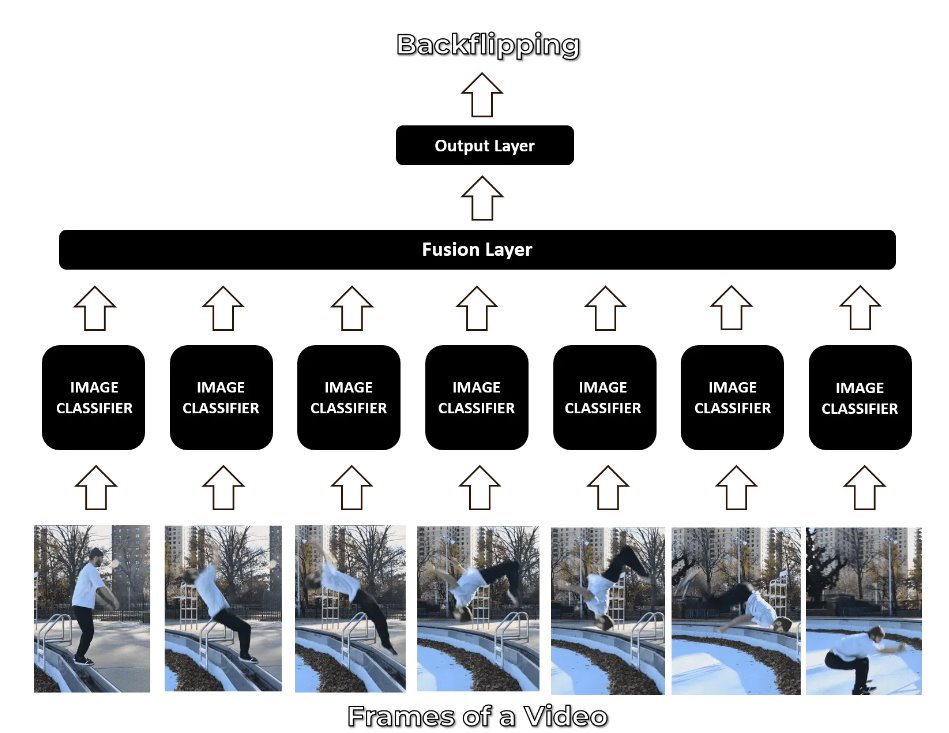 Backflipping
Output Layer
Fusion Layer
IMAGE CLASSIFIER
IMAGE CLASSIFIER
IMAGE CLASSIFIER
IMAGE CLASSIFIER
IMAGE CLASSIFIER
IMAGE CLASSIFIER
IMAGE CLASSIFIER
Frames of a Video